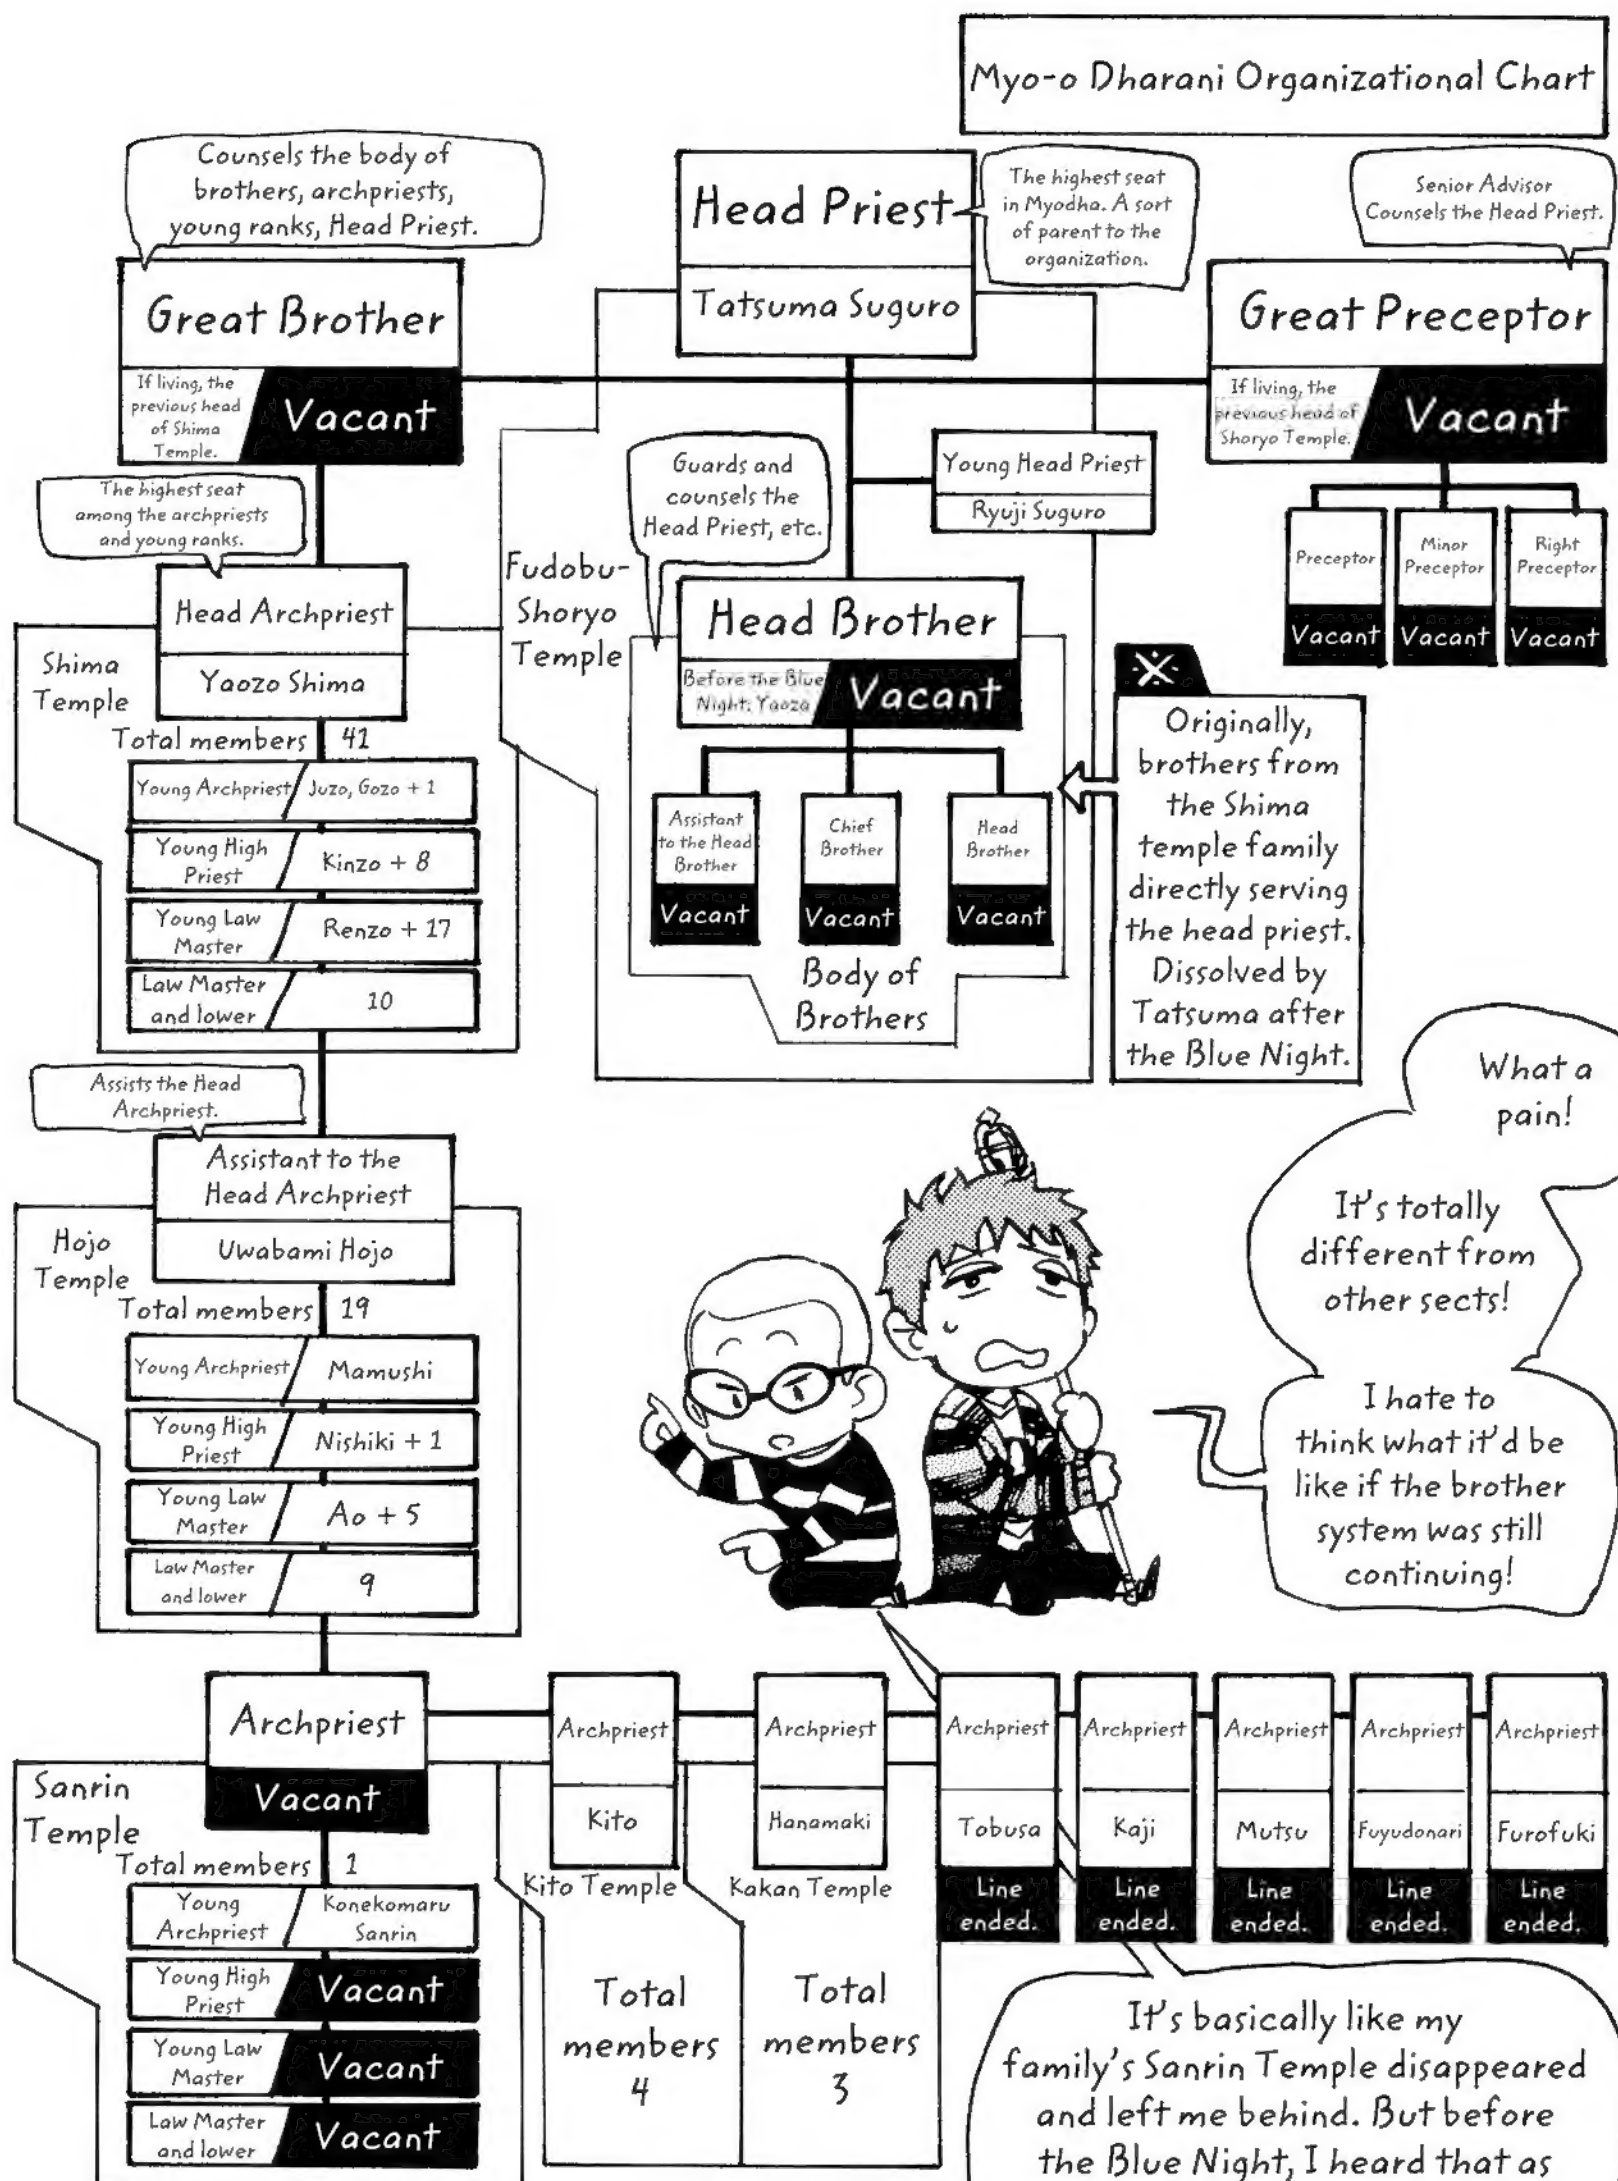 Myo-o Dharani Organizational Chart
Counsels the body of
brothers, archpriests,
young ranks, Head Priest.
Great Brother
If living, the
previous head
of Shima
Temple.
Vacant
Head Priest
Tatsuma Suguro
The highest seat
in Myodha. A sort
of parent to the
organization.
Senior Advisor
Counsels the Head Priest.
Great Preceptor
If living, the
previous head of
Shoryo Temple.
Vacant
Preceptor
Vacant
Minor
Preceptor
Vacant
Right
Preceptor
Vacant
Young Head Priest
Ryuji Suguro
Fudobu-
Shoryo
Temple
Guards and
counsels the
Head Priest, etc.
Head Brother
Before the Blue
Night: Yaozo
Vacant
Assistant
to the Head
Brother
Vacant
Chief
Brother
Vacant
Head
Brother
Vacant
Body of
Brothers
※
Originally,
brothers from
the Shima
temple family
directly serving
the head priest.
Dissolved by
Tatsuma after
the Blue Night.
The highest seat
among the archpriests
and young ranks.
Head Archpriest
Yaozo Shima
Shima
Temple
Total members 41
Young Archpriest Juzo, Gozo + 1
Young High
Priest
Kinzo + 8
Young Law
Master
Renzo + 17
Law Master
and lower
10
Assists the Head
Archpriest.
Assistant to the
Head Archpriest
Uwabami Hojo
Hojo
Temple
Total members 19
Young Archpriest Mamushi
Young High
Priest
Nishiki + 1
Young Law
Master
Ao + 5
Law Master
and lower
9
What a
pain!
It's totally
different from
other sects!
I hate to
think what it'd be
like if the brother
system was still
continuing!
Archpriest
Vacant
Sanrin
Temple
Total members 1
Young
Archpriest
Konekomaru
Sanrin
Young High
Priest
Vacant
Young Law
Master
Vacant
Law Master
and lower
Vacant
Archpriest
Kito
Kito Temple
Total
members
4
Archpriest
Hanamaki
Kakan Temple
Total
members
3
Archpriest
Tobusa
Line
ended.
Archpriest
Kaji
Line
ended.
Archpriest
Mutsu
Line
ended.
Archpriest
Fuyudonari
Line
ended.
Archpriest
Furofuki
Line
ended.
It's basically like my
family's Sanrin Temple disappeared
and left me behind. But before
the Blue Night, I heard that as